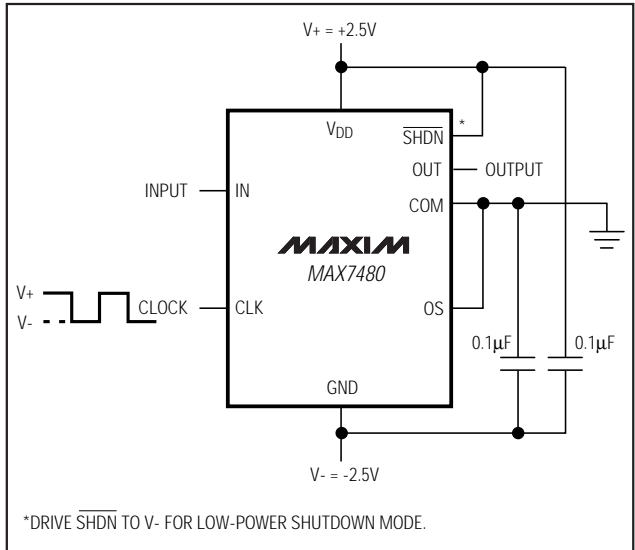 V+ = +2.5V
VDD
SHDN
*
OUT
OUTPUT
INPUT
IN
COM
MAXIM
MAX7480
V+
V-
CLOCK
CLK
OS
0.1µF
0.1µF
GND
V- = -2.5V
*DRIVE SHDN TO V- FOR LOW-POWER SHUTDOWN MODE.